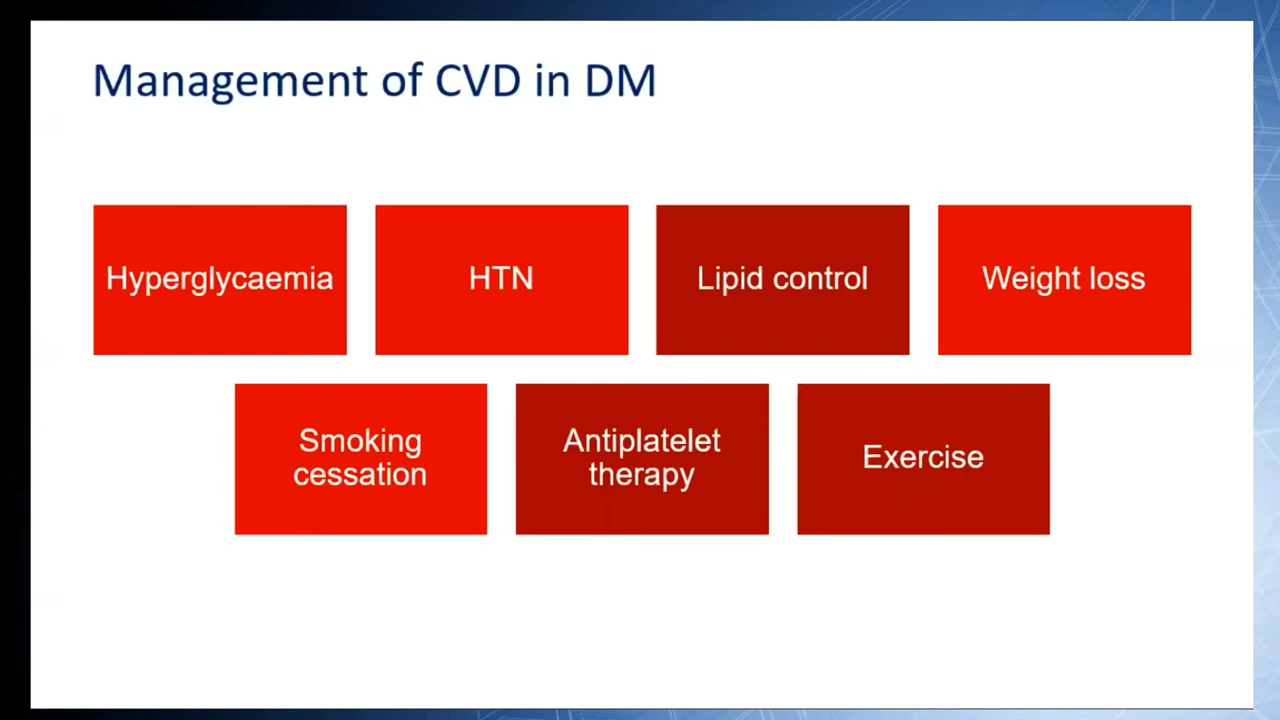 Management of CVD in DM
Hyperglycaemia
HTN
Lipid control
Weight loss
Smoking
cessation
Antiplatelet
therapy
Exercise